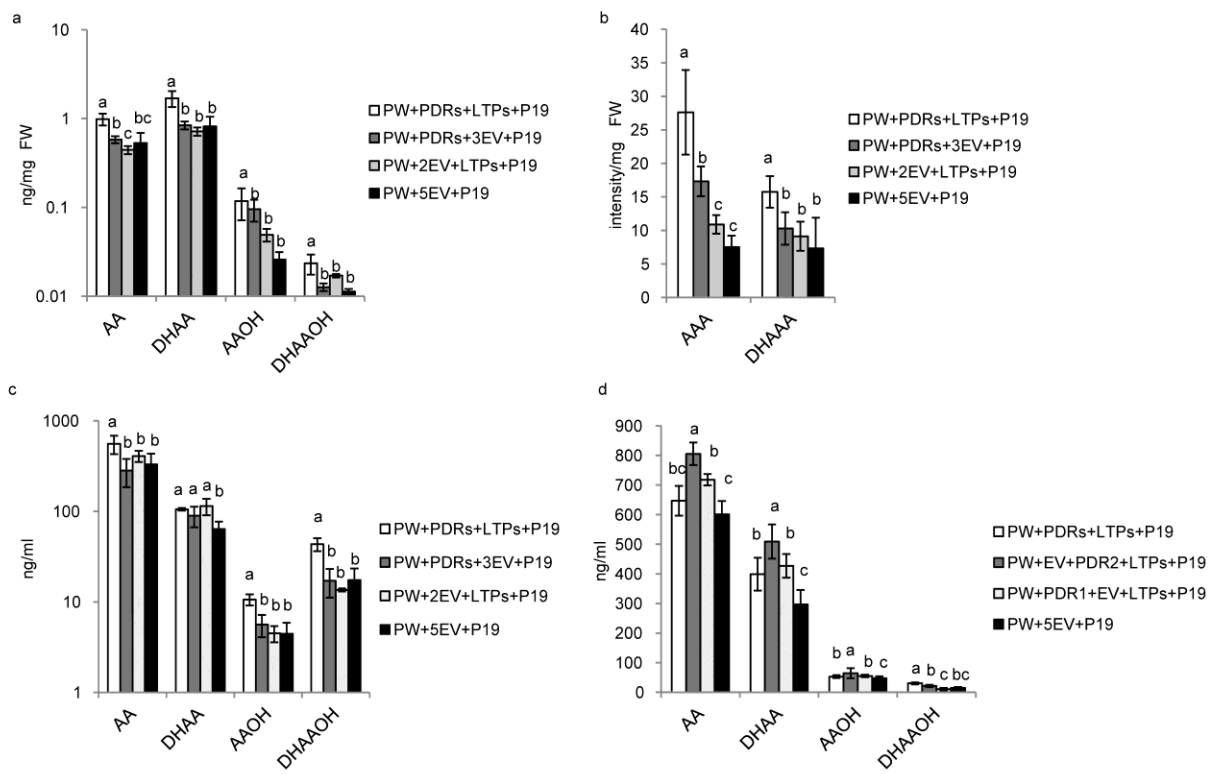 a
10
1
0.1
0.01
ng/mg FW
a
b
c
bc
a
b
b
b
a
b
b
b
a
b
b
b
AA
DHAA
AAOH
DHAAOH
PW+PDRs+LTPs+P19
PW+PDRs+3EV+P19
PW+2EV+LTPs+P19
PW+5EV+P19
b
40
35
30
25
20
15
10
5
0
intensity/mg FW
a
b
c
c
a
b
b
b
AAA
DHAAA
PW+PDRs+LTPs+P19
PW+PDRs+3EV+P19
PW+2EV+LTPs+P19
PW+5EV+P19
c
1000
100
10
1
ng/ml
a
b
b
b
a
a
a
b
a
b
b
b
a
b
b
b
AA
DHAA
AAOH
DHAAOH
PW+PDRs+LTPs+P19
PW+PDRs+3EV+P19
PW+2EV+LTPs+P19
PW+5EV+P19
d
900
800
700
600
500
400
300
200
100
0
ng/ml
bc
a
b
c
b
a
b
c
b
a
b
c
a
b
c
bc
AA
DHAA
AAOH
DHAAOH
PW+PDRs+LTPs+P19
PW+EV+PDR2+LTPs+P19
PW+PDR1+EV+LTPs+P19
PW+5EV+P19